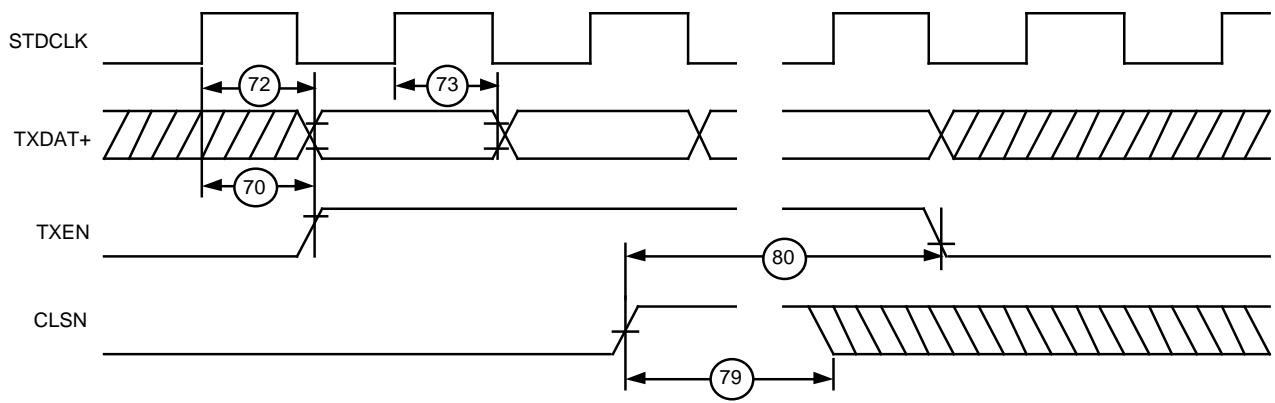 STDCLK
72
73
TXDAT+
70
TXEN
80
CLSN
79